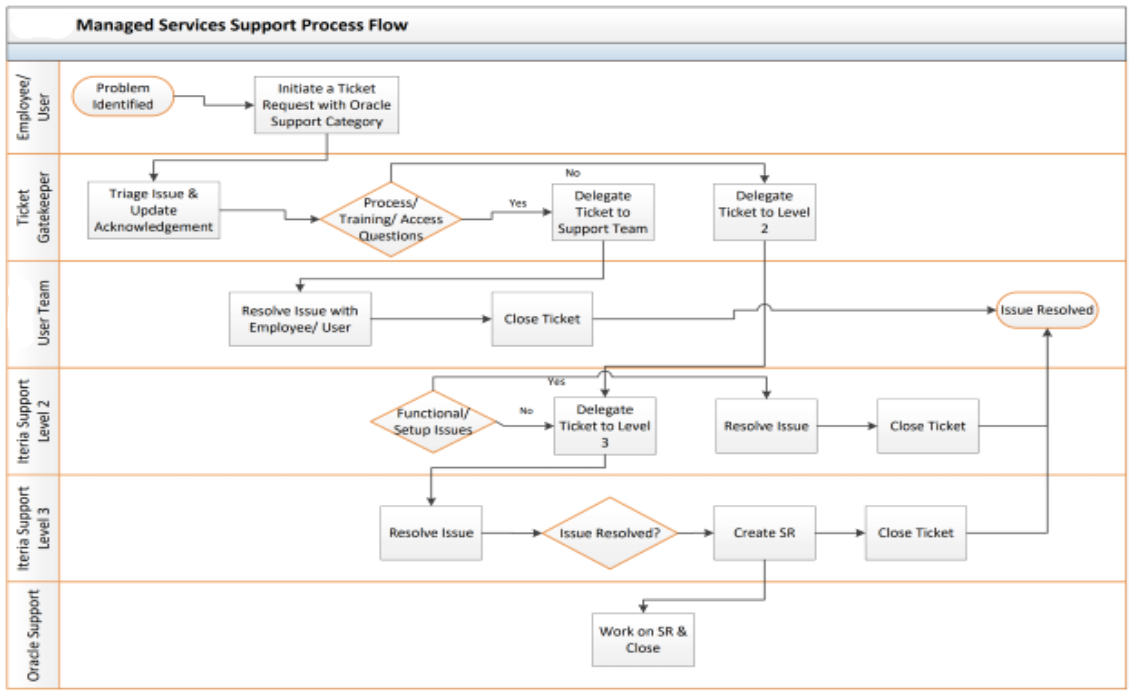 Managed Services Support Process Flow
Employee/
User
Problem
Identified
Initiate a Ticket
Request with Oracle
Support Category
Ticket
Gatekeeper
Triage Issue &
Update
Acknowledgement
Process/
Training/ Access
Questions
Yes
No
Delegate
Ticket to
Support Team
Delegate
Ticket to Level
2
User Team
Resolve Issue with
Employee/ User
Close Ticket
Issue Resolved
Iteria Support
Level 2
Functional/
Setup Issues
Yes
No
Delegate
Ticket to Level
3
Resolve Issue
Close Ticket
Iteria Support
Level 3
Resolve Issue
Issue Resolved?
Create SR
Close Ticket
Oracle Support
Work on SR &
Close